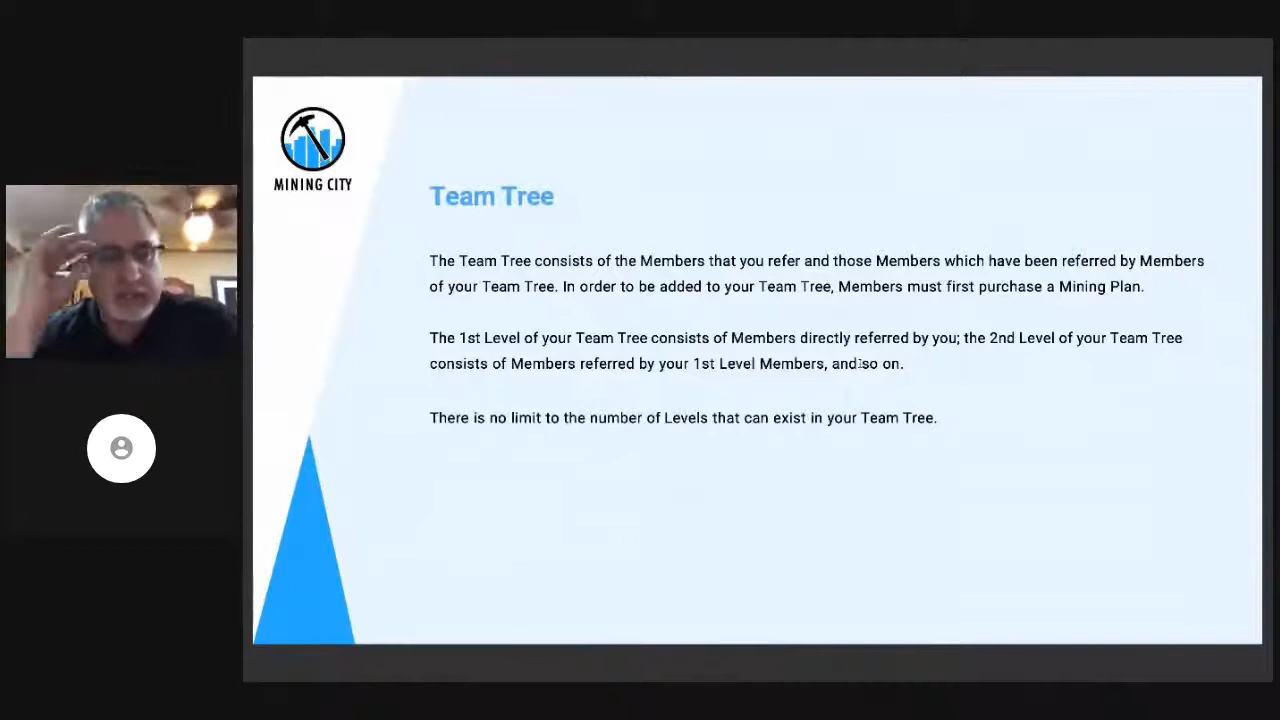 MINING CITY
Team Tree
The Team Tree consists of the Members that you refer and those Members which have been referred by Members
of your Team Tree. In order to be added to your Team Tree, Members must first purchase a Mining Plan.
The 1st Level of your Team Tree consists of Members directly referred by you; the 2nd Level of your Team Tree
consists of Members referred by your 1st Level Members, and so on.
There is no limit to the number of Levels that can exist in your Team Tree.